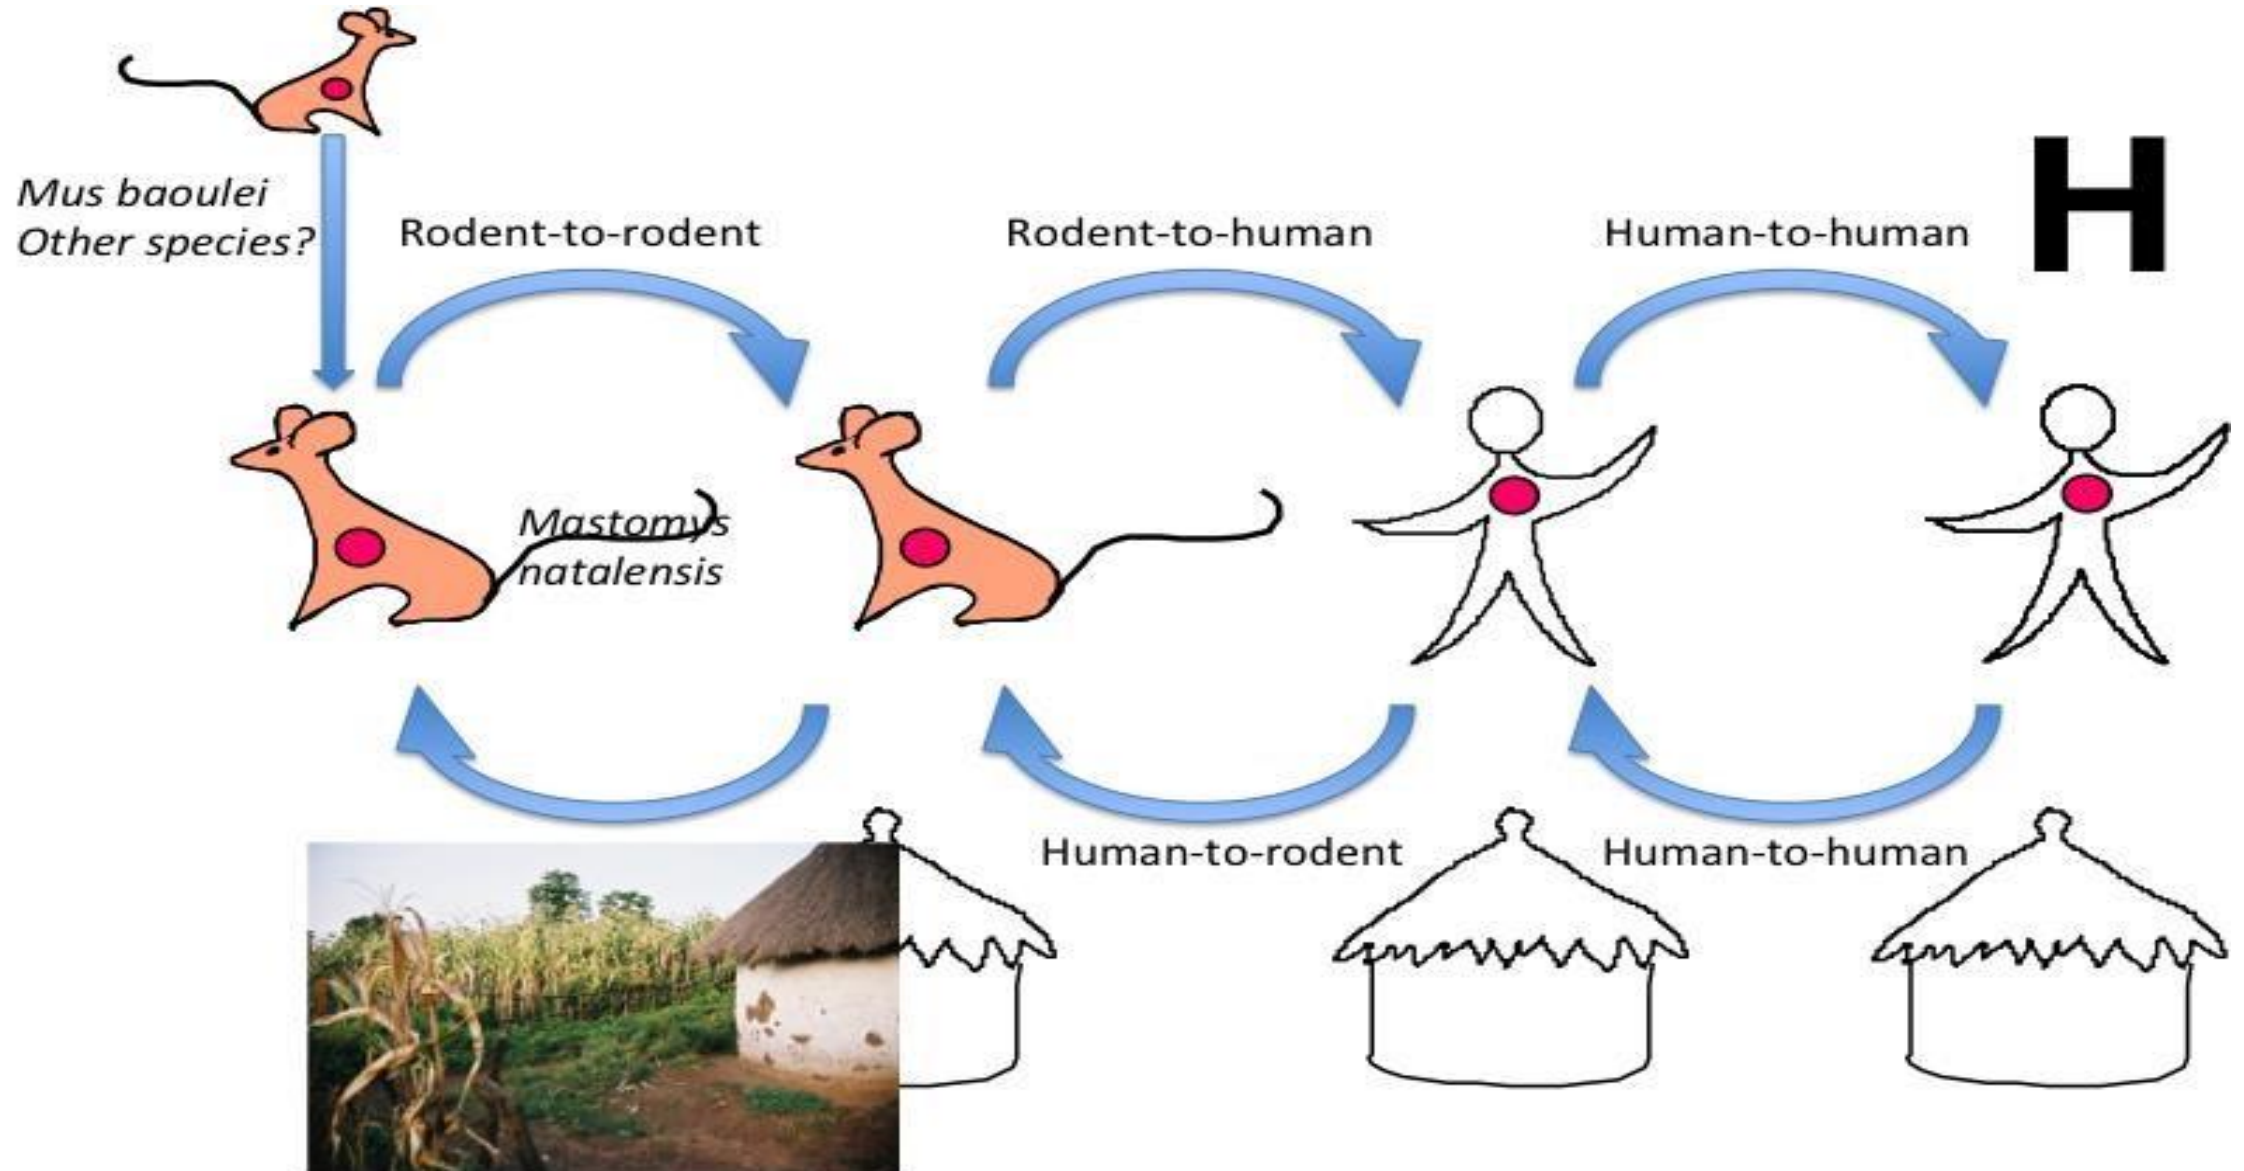 Mus baoulei
Other species?
Rodent-to-rodent
Rodent-to-human
Human-to-human
H
Mastomys
natalensis
Human-to-rodent
Human-to-human